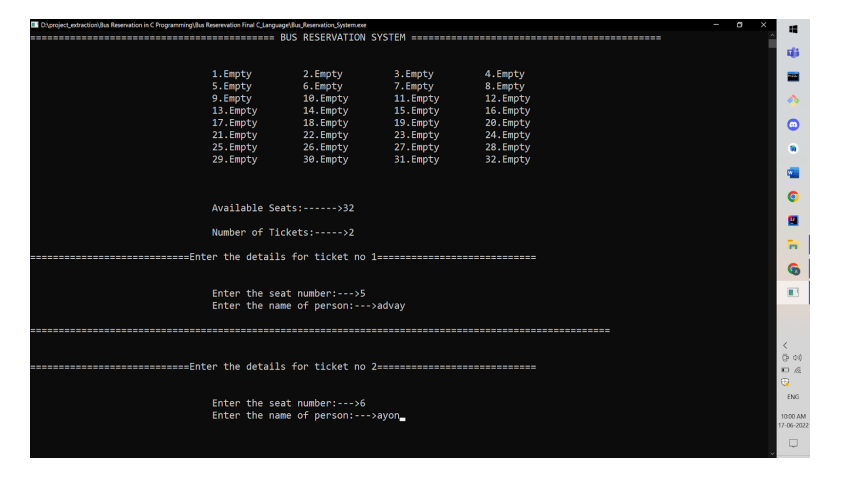 D:\project_extraction\Bus Reservation in C Programming\Bus Reserevation Final C_Language\Bus_Reservation_System.exe
========================================== BUS RESERVATION SYSTEM ===========================================
1.Empty 2.Empty 3.Empty 4.Empty
5.Empty 6.Empty 7.Empty 8.Empty
9.Empty 10.Empty 11.Empty 12.Empty
13.Empty 14.Empty 15.Empty 16.Empty
17.Empty 18.Empty 19.Empty 20.Empty
21.Empty 22.Empty 23.Empty 24.Empty
25.Empty 26.Empty 27.Empty 28.Empty
29.Empty 30.Empty 31.Empty 32.Empty
Available Seats:------>32
Number of Tickets:----->2
============================Enter the details for ticket no 1============================
Enter the seat number:--->5
Enter the name of person:--->advay
======================================================================================================
============================Enter the details for ticket no 2============================
Enter the seat number:--->6
Enter the name of person:--->ayon
ENG
10:00 AM
17-06-2022